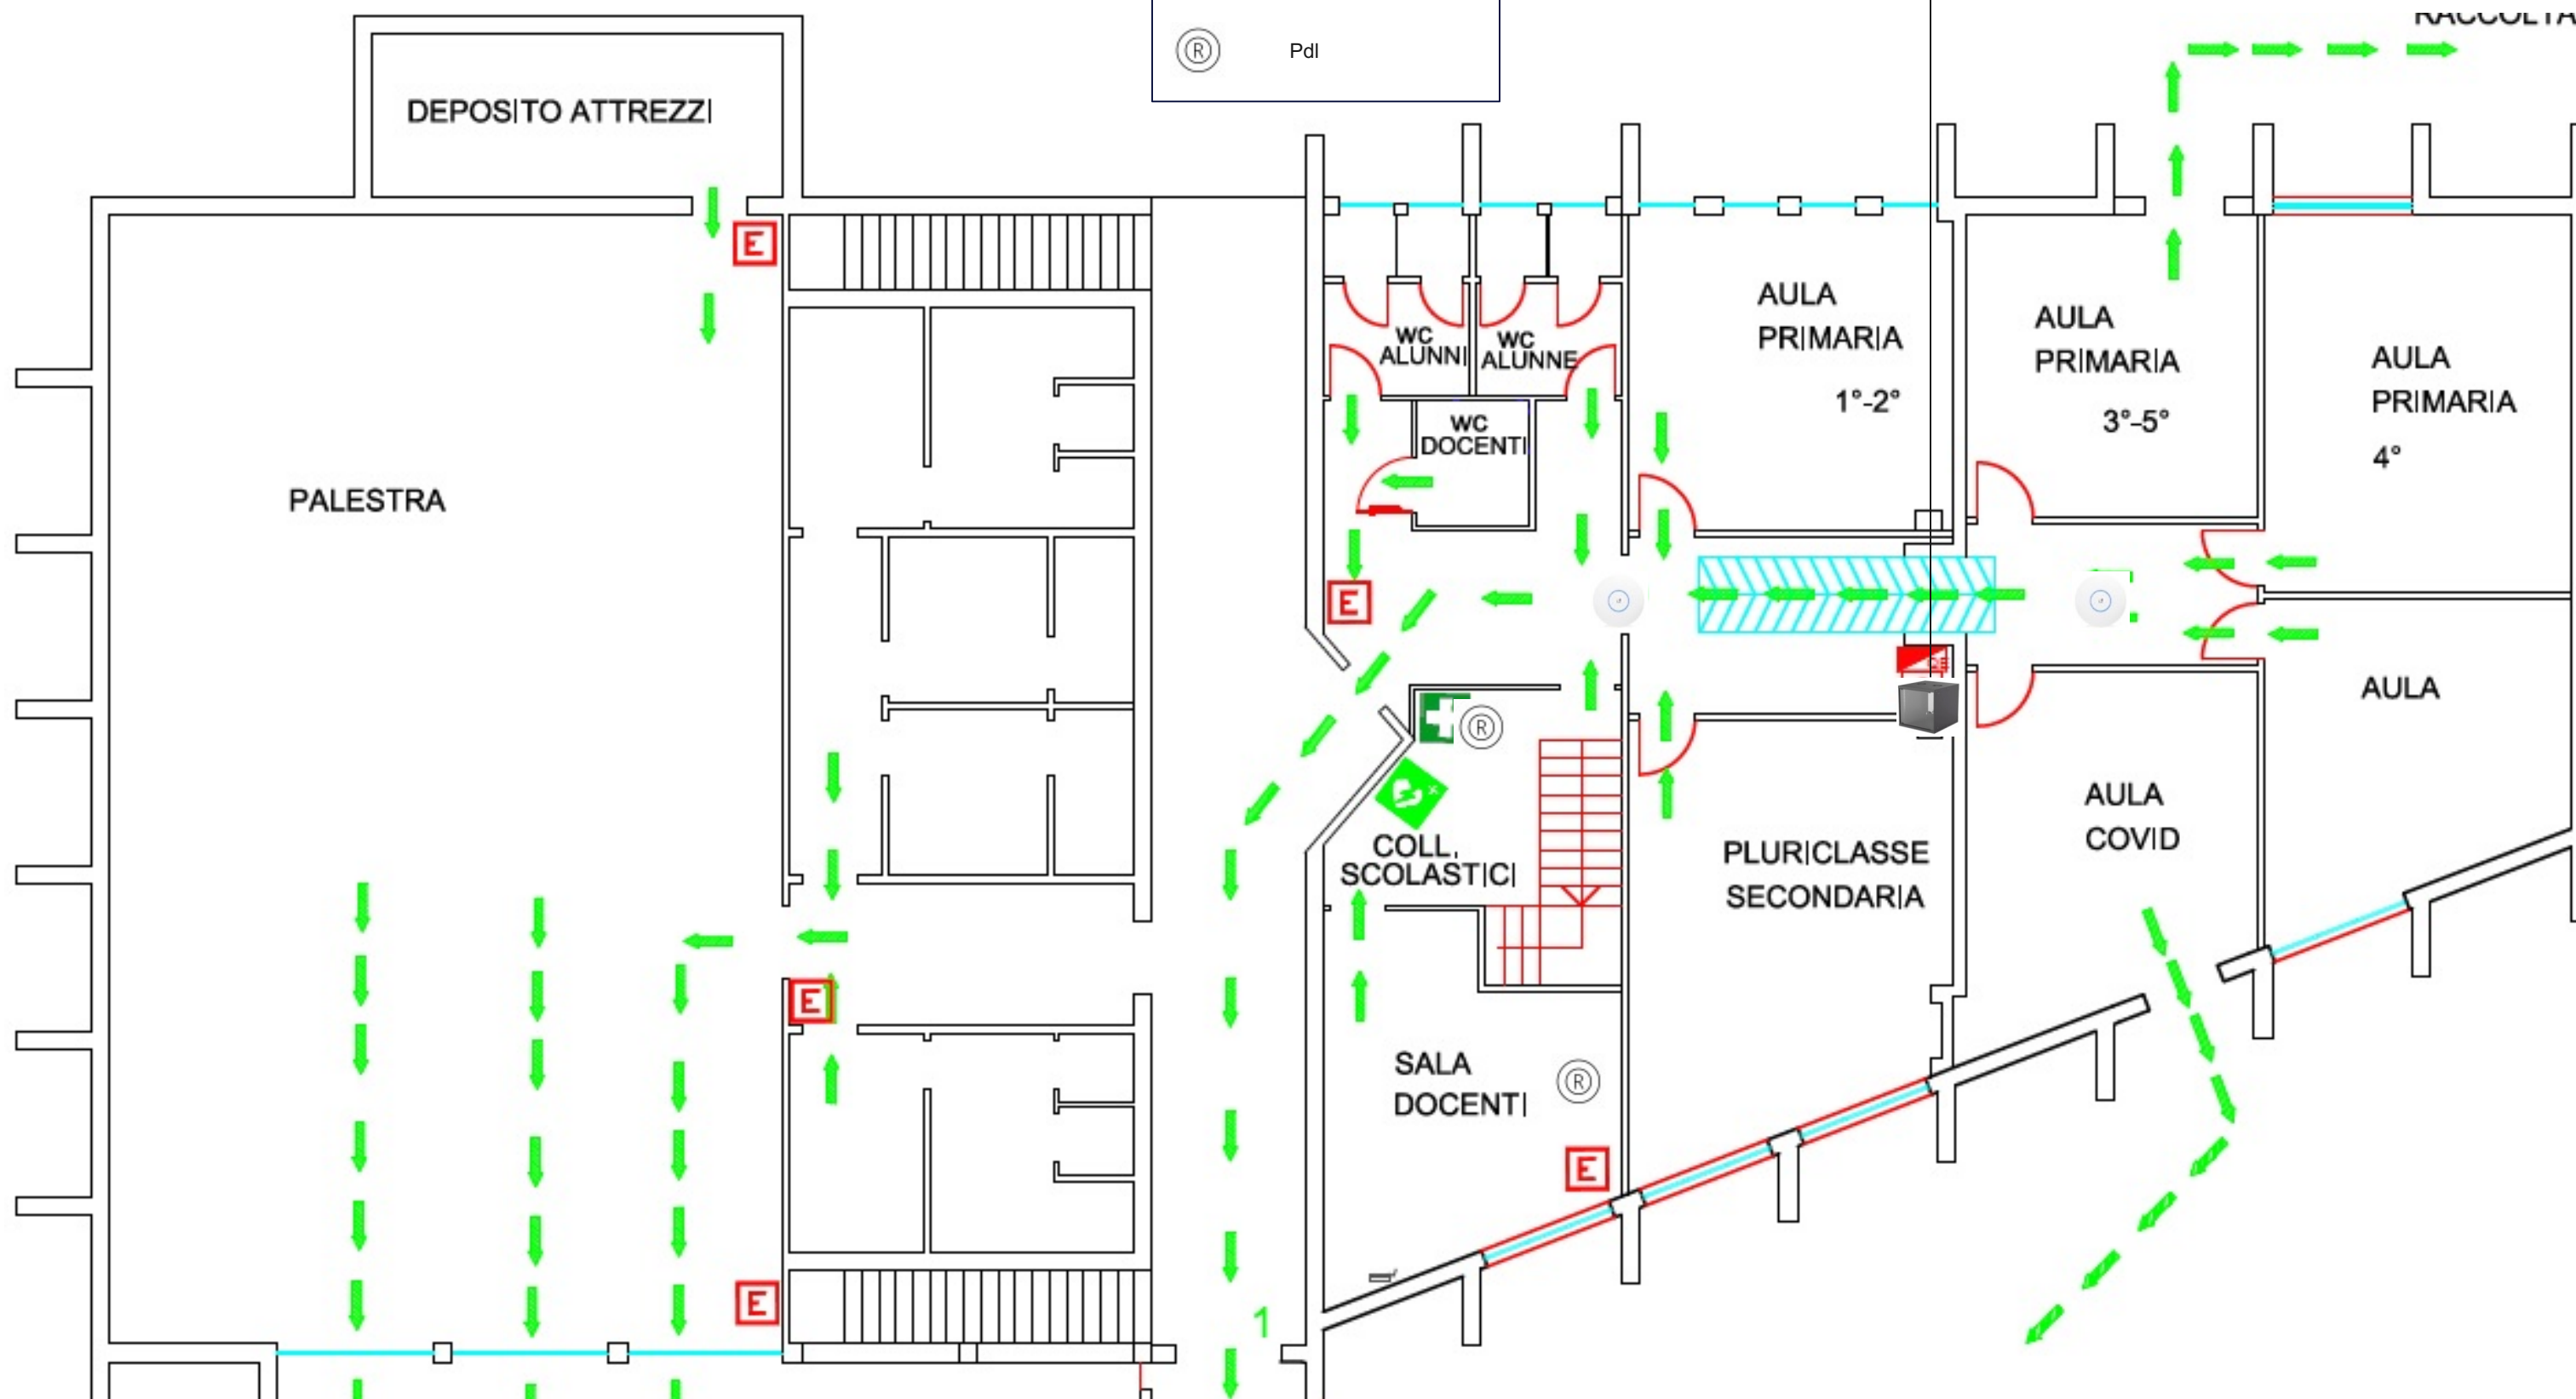 Ⓡ PdI
RACCOLTA
DEPOSITO ATTREZZI
E
PALESTRA
WC
ALUNNI
WC
ALUNNE
WC
DOCENTI
AULA
PRIMARIA
1°-2°
AULA
PRIMARIA
3°-5°
AULA
PRIMARIA
4°
E
AULA
Ⓡ
COLL.
SCOLASTICI
PLURICLASSE
SECONDARIA
AULA
COVID
E
SALA
DOCENTI
Ⓡ
E
E
1